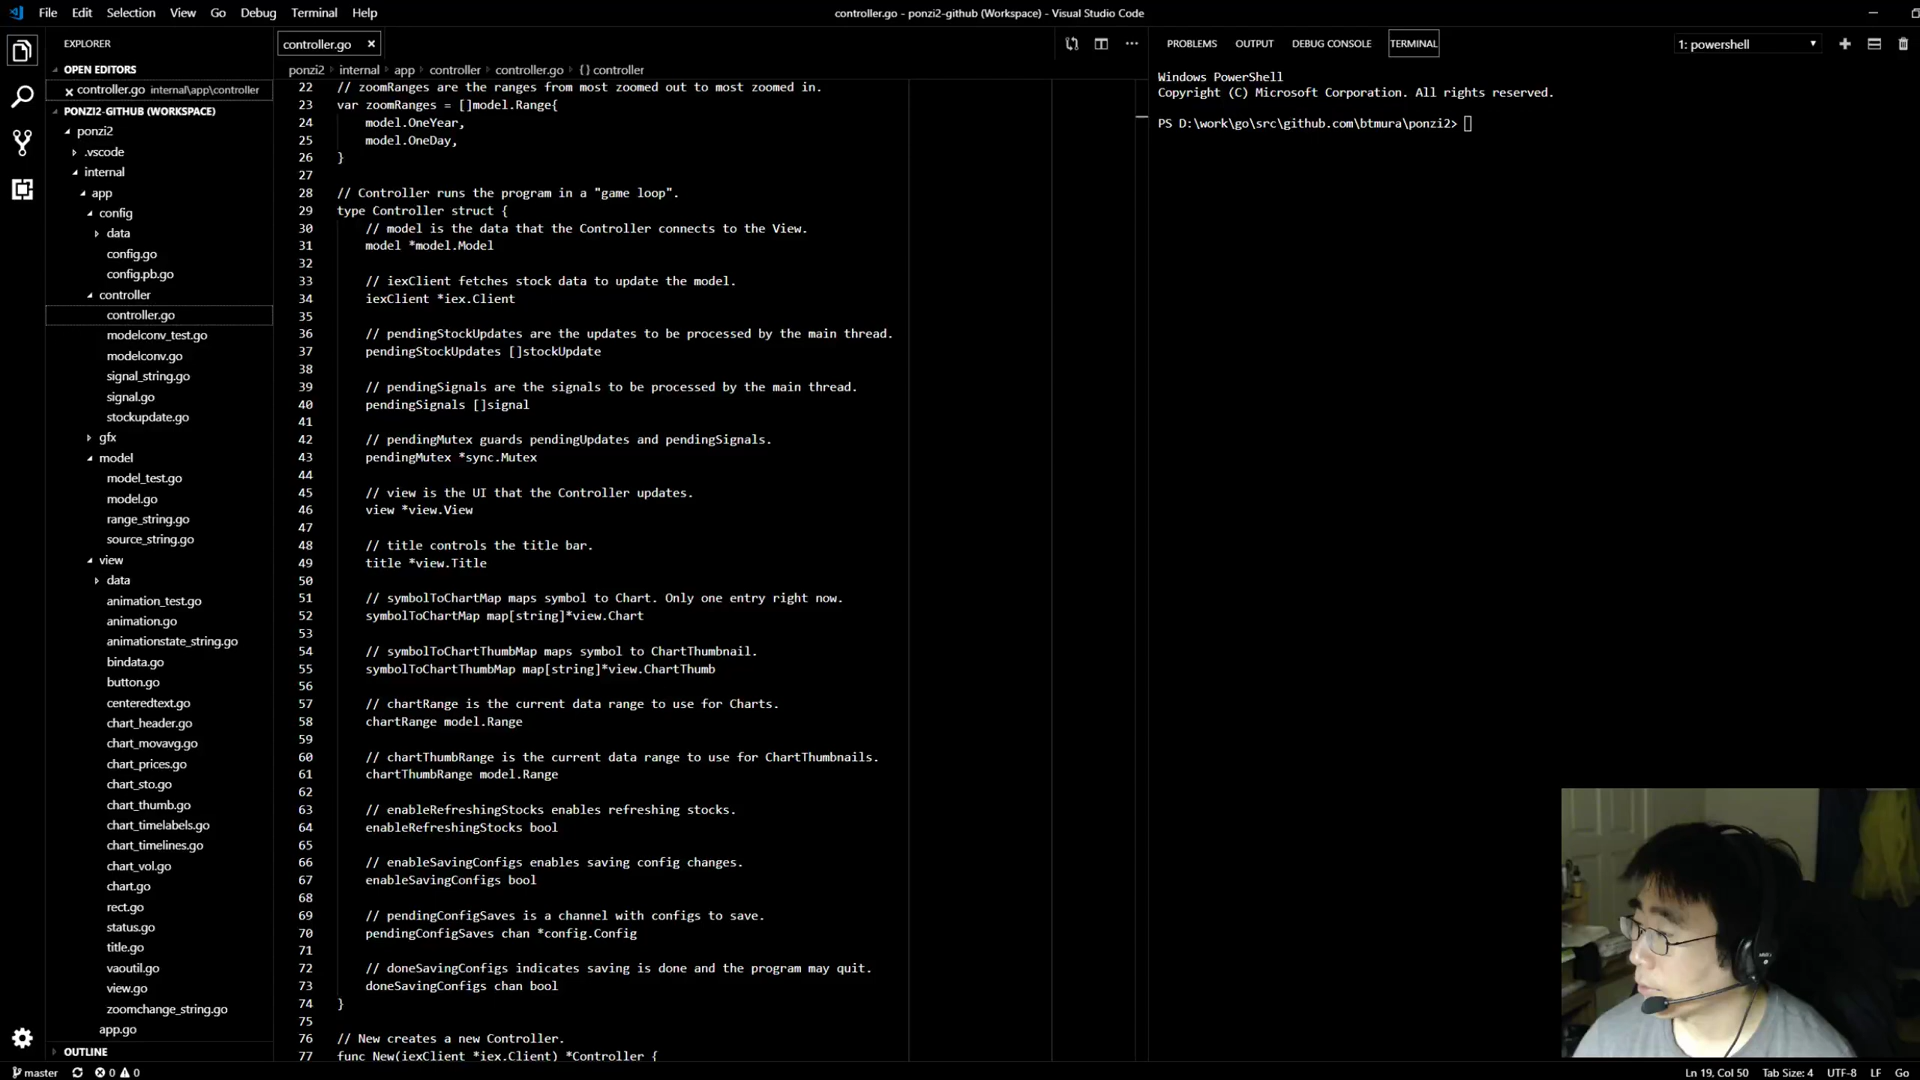 File Edit Selection View Go Debug Terminal Help
controller.go - ponzi2-github (Workspace) - Visual Studio Code
EXPLORER
OPEN EDITORS
controller.go internal\app\controller
PONZI2-GITHUB (WORKSPACE)
ponzi2
.vscode
internal
app
config
data
config.go
config.pb.go
controller
controller.go
modelconv_test.go
modelconv.go
signal_string.go
signal.go
stockupdate.go
gfx
model
model_test.go
model.go
range_string.go
source_string.go
view
data
animation_test.go
animation.go
animationstate_string.go
bindata.go
button.go
centeredtext.go
chart_header.go
chart_movavg.go
chart_prices.go
chart_sto.go
chart_thumb.go
chart_timelabels.go
chart_timelines.go
chart_vol.go
chart.go
rect.go
status.go
title.go
vaoutil.go
view.go
zoomchange_string.go
app.go
OUTLINE
controller.go
ponzi2 internal app controller controller.go {} controller
22 // zoomRanges are the ranges from most zoomed out to most zoomed in.
23 var zoomRanges = []model.Range{
24 model.OneYear,
25 model.OneDay,
26 }
27
28 // Controller runs the program in a "game loop".
29 type Controller struct {
30 // model is the data that the Controller connects to the View.
31 model *model.Model
32
33 // iexClient fetches stock data to update the model.
34 iexClient *iex.Client
35
36 // pendingStockUpdates are the updates to be processed by the main thread.
37 pendingStockUpdates []stockUpdate
38
39 // pendingSignals are the signals to be processed by the main thread.
40 pendingSignals []signal
41
42 // pendingMutex guards pendingUpdates and pendingSignals.
43 pendingMutex *sync.Mutex
44
45 // view is the UI that the Controller updates.
46 view *view.View
47
48 // title controls the title bar.
49 title *view.Title
50
51 // symbolToChartMap maps symbol to Chart. Only one entry right now.
52 symbolToChartMap map[string]*view.Chart
53
54 // symbolToChartThumbMap maps symbol to ChartThumbnail.
55 symbolToChartThumbMap map[string]*view.ChartThumb
56
57 // chartRange is the current data range to use for Charts.
58 chartRange model.Range
59
60 // chartThumbRange is the current data range to use for ChartThumbnails.
61 chartThumbRange model.Range
62
63 // enableRefreshingStocks enables refreshing stocks.
64 enableRefreshingStocks bool
65
66 // enableSavingConfigs enables saving config changes.
67 enableSavingConfigs bool
68
69 // pendingConfigSaves is a channel with configs to save.
70 pendingConfigSaves chan *config.Config
71
72 // doneSavingConfigs indicates saving is done and the program may quit.
73 doneSavingConfigs chan bool
74 }
75
76 // New creates a new Controller.
77 func New(iexClient *iex.Client) *Controller {
PROBLEMS OUTPUT DEBUG CONSOLE TERMINAL
1: powershell
Windows PowerShell
Copyright (C) Microsoft Corporation. All rights reserved.
PS D:\work\go\src\github.com\btmura\ponzi2>
master 0 0
Ln 19, Col 50 Tab Size: 4 UTF-8 LF Go